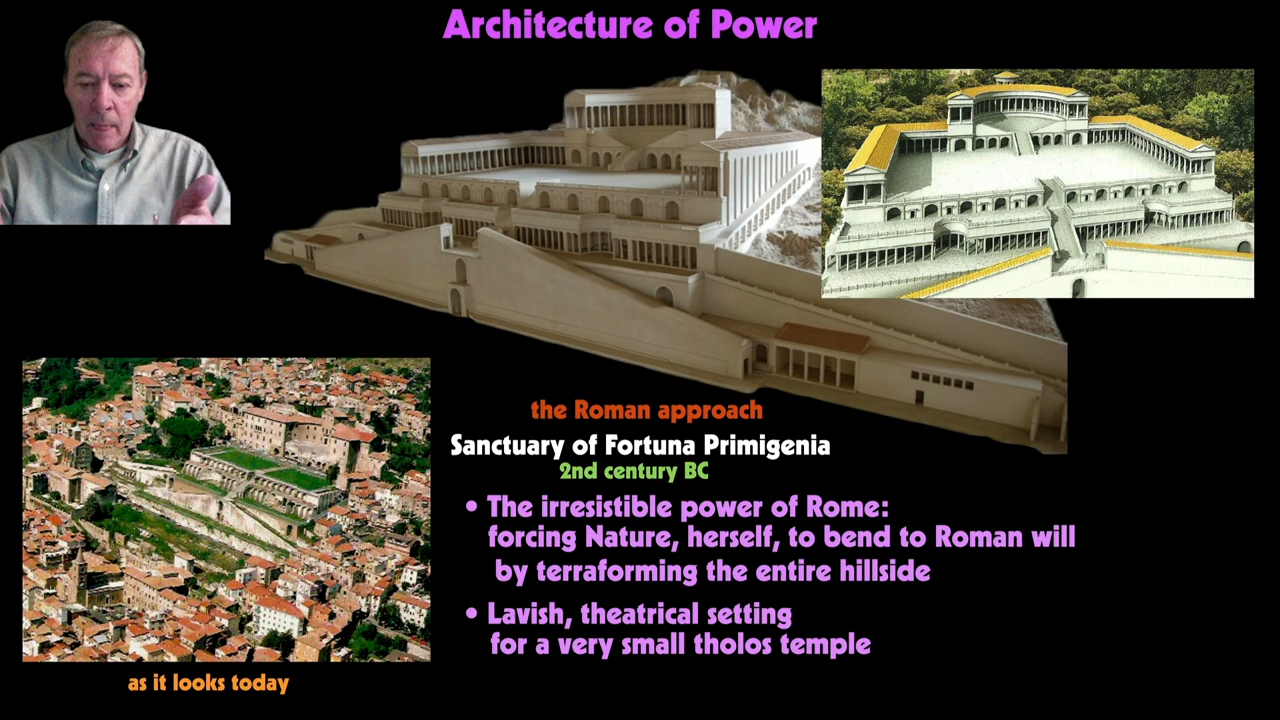 Architecture of Power
the Roman approach
Sanctuary of Fortuna Primigenia
2nd century BC
• The irresistible power of Rome:
forcing Nature, herself, to bend to Roman will
by terraforming the entire hillside
• Lavish, theatrical setting
for a very small tholos temple
as it looks today